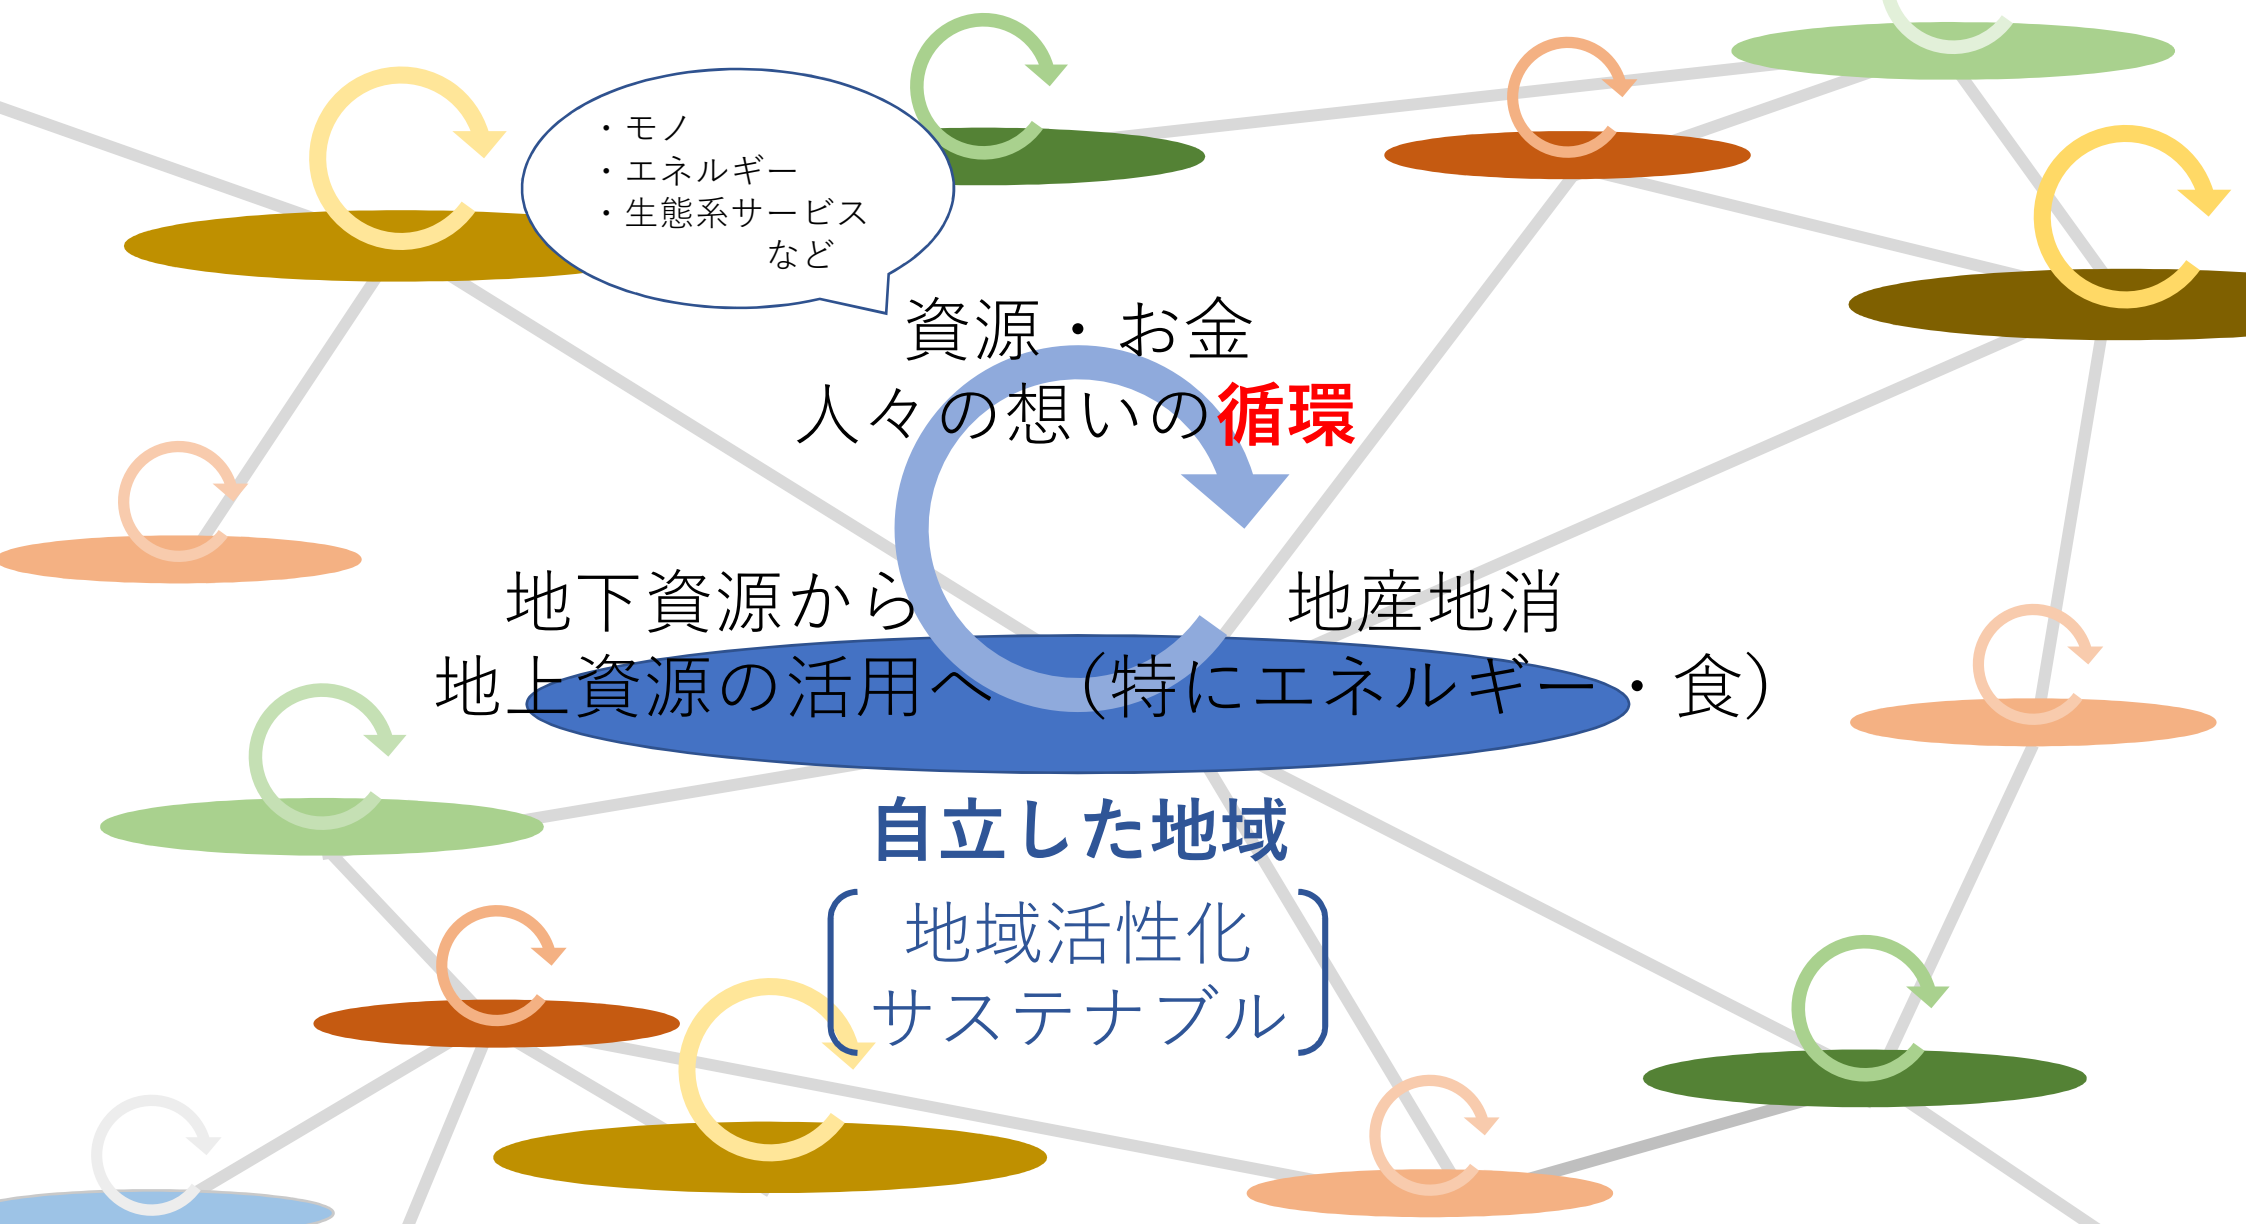 ・モノ
・エネルギー
・生態系サービス
など
資源・お金
人々の想いの循環
地下資源から
地上資源の活用へ
地産地消
（特にエネルギー・食）
自立した地域
地域活性化
サステナブル